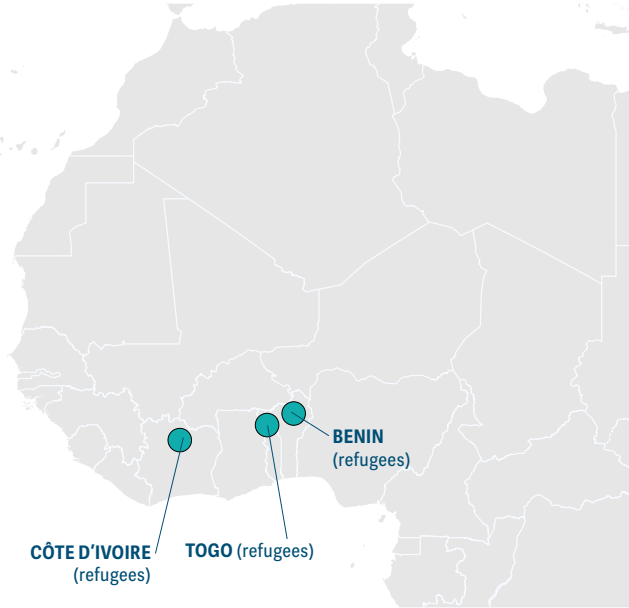 BENIN
(refugees)
CÔTE D'IVOIRE
(refugees)
TOGO (refugees)